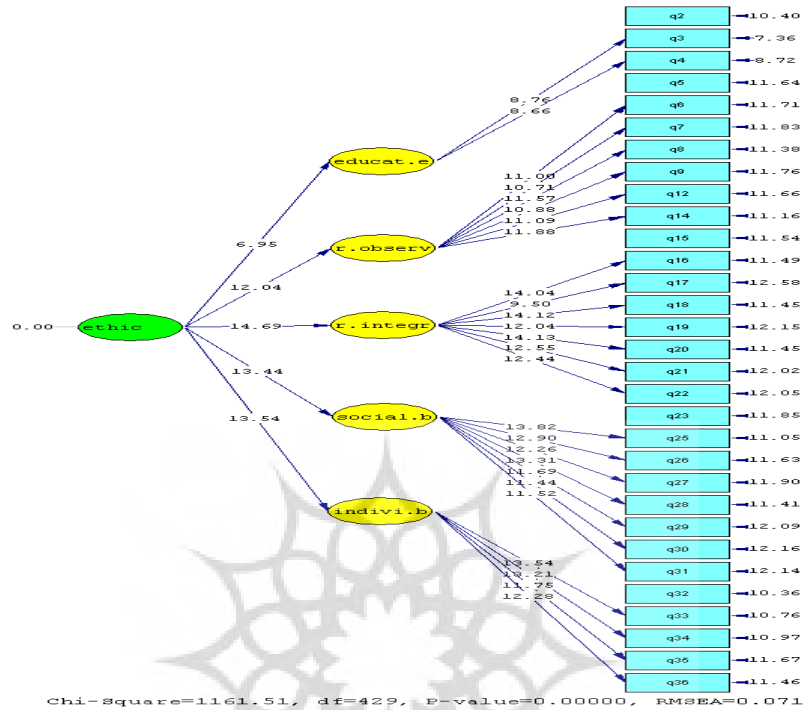 q2 10.40
q3 7.36
q4 8.72
q5 11.64
8.76
q6 11.71
8.66
q7 11.83
q8 11.38
educat.e
q9 11.76
11.00
10.71
q12 11.66
11.57
10.88
q14 11.16
11.09
11.88
q15 11.54
6.95
r.observ
q16 11.49
12.04
q17 12.58
14.04
9.50
q18 11.45
14.12
0.00 ethic 14.69 r.integr
12.04
q19 12.15
14.13
q20 11.45
12.55
12.44
q21 12.02
13.44
q22 12.05
q23 11.85
13.54
social.b
13.82
q25 11.05
12.90
12.26
q26 11.63
13.31
11.69
q27 11.90
11.44
11.52
q28 11.41
indivi.b
q29 12.09
q30 12.16
q31 12.14
13.54
q32 10.36
11.75
12.28
q33 10.76
q34 10.97
q35 11.67
q36 11.46
Chi-Square=1161.51, df=429, P-value=0.00000, RMSEA=0.071